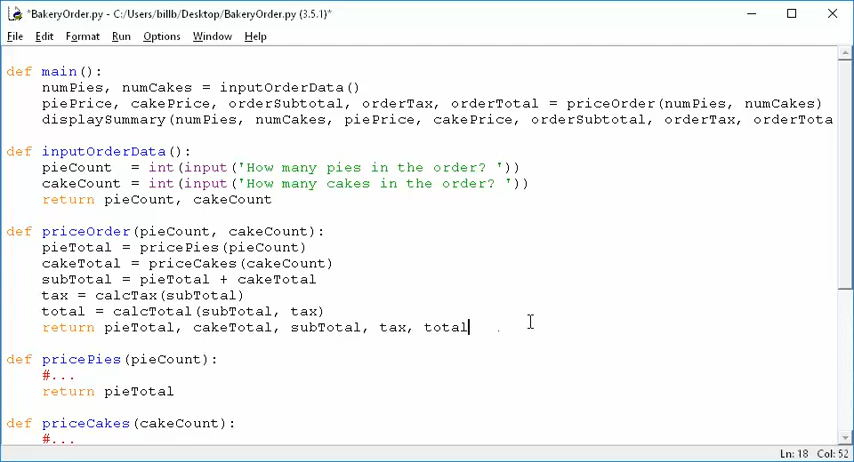 *BakeryOrder.py - C:/Users/billb/Desktop/BakeryOrder.py (3.5.1)*
File Edit Format Run Options Window Help
def main():
    numPies, numCakes = inputOrderData()
    piePrice, cakePrice, orderSubtotal, orderTax, orderTotal = priceOrder(numPies, numCakes)
    displaySummary(numPies, numCakes, piePrice, cakePrice, orderSubtotal, orderTax, orderTota
def inputOrderData():
    pieCount  = int(input('How many pies in the order? '))
    cakeCount = int(input('How many cakes in the order? '))
    return pieCount, cakeCount
def priceOrder(pieCount, cakeCount):
    pieTotal = pricePies(pieCount)
    cakeTotal = priceCakes(cakeCount)
    subTotal = pieTotal + cakeTotal
    tax = calcTax(subTotal)
    total = calcTotal(subTotal, tax)
    return pieTotal, cakeTotal, subTotal, tax, total
def pricePies(pieCount):
    #...
    return pieTotal
def priceCakes(cakeCount):
    #...
Ln: 18 Col: 52